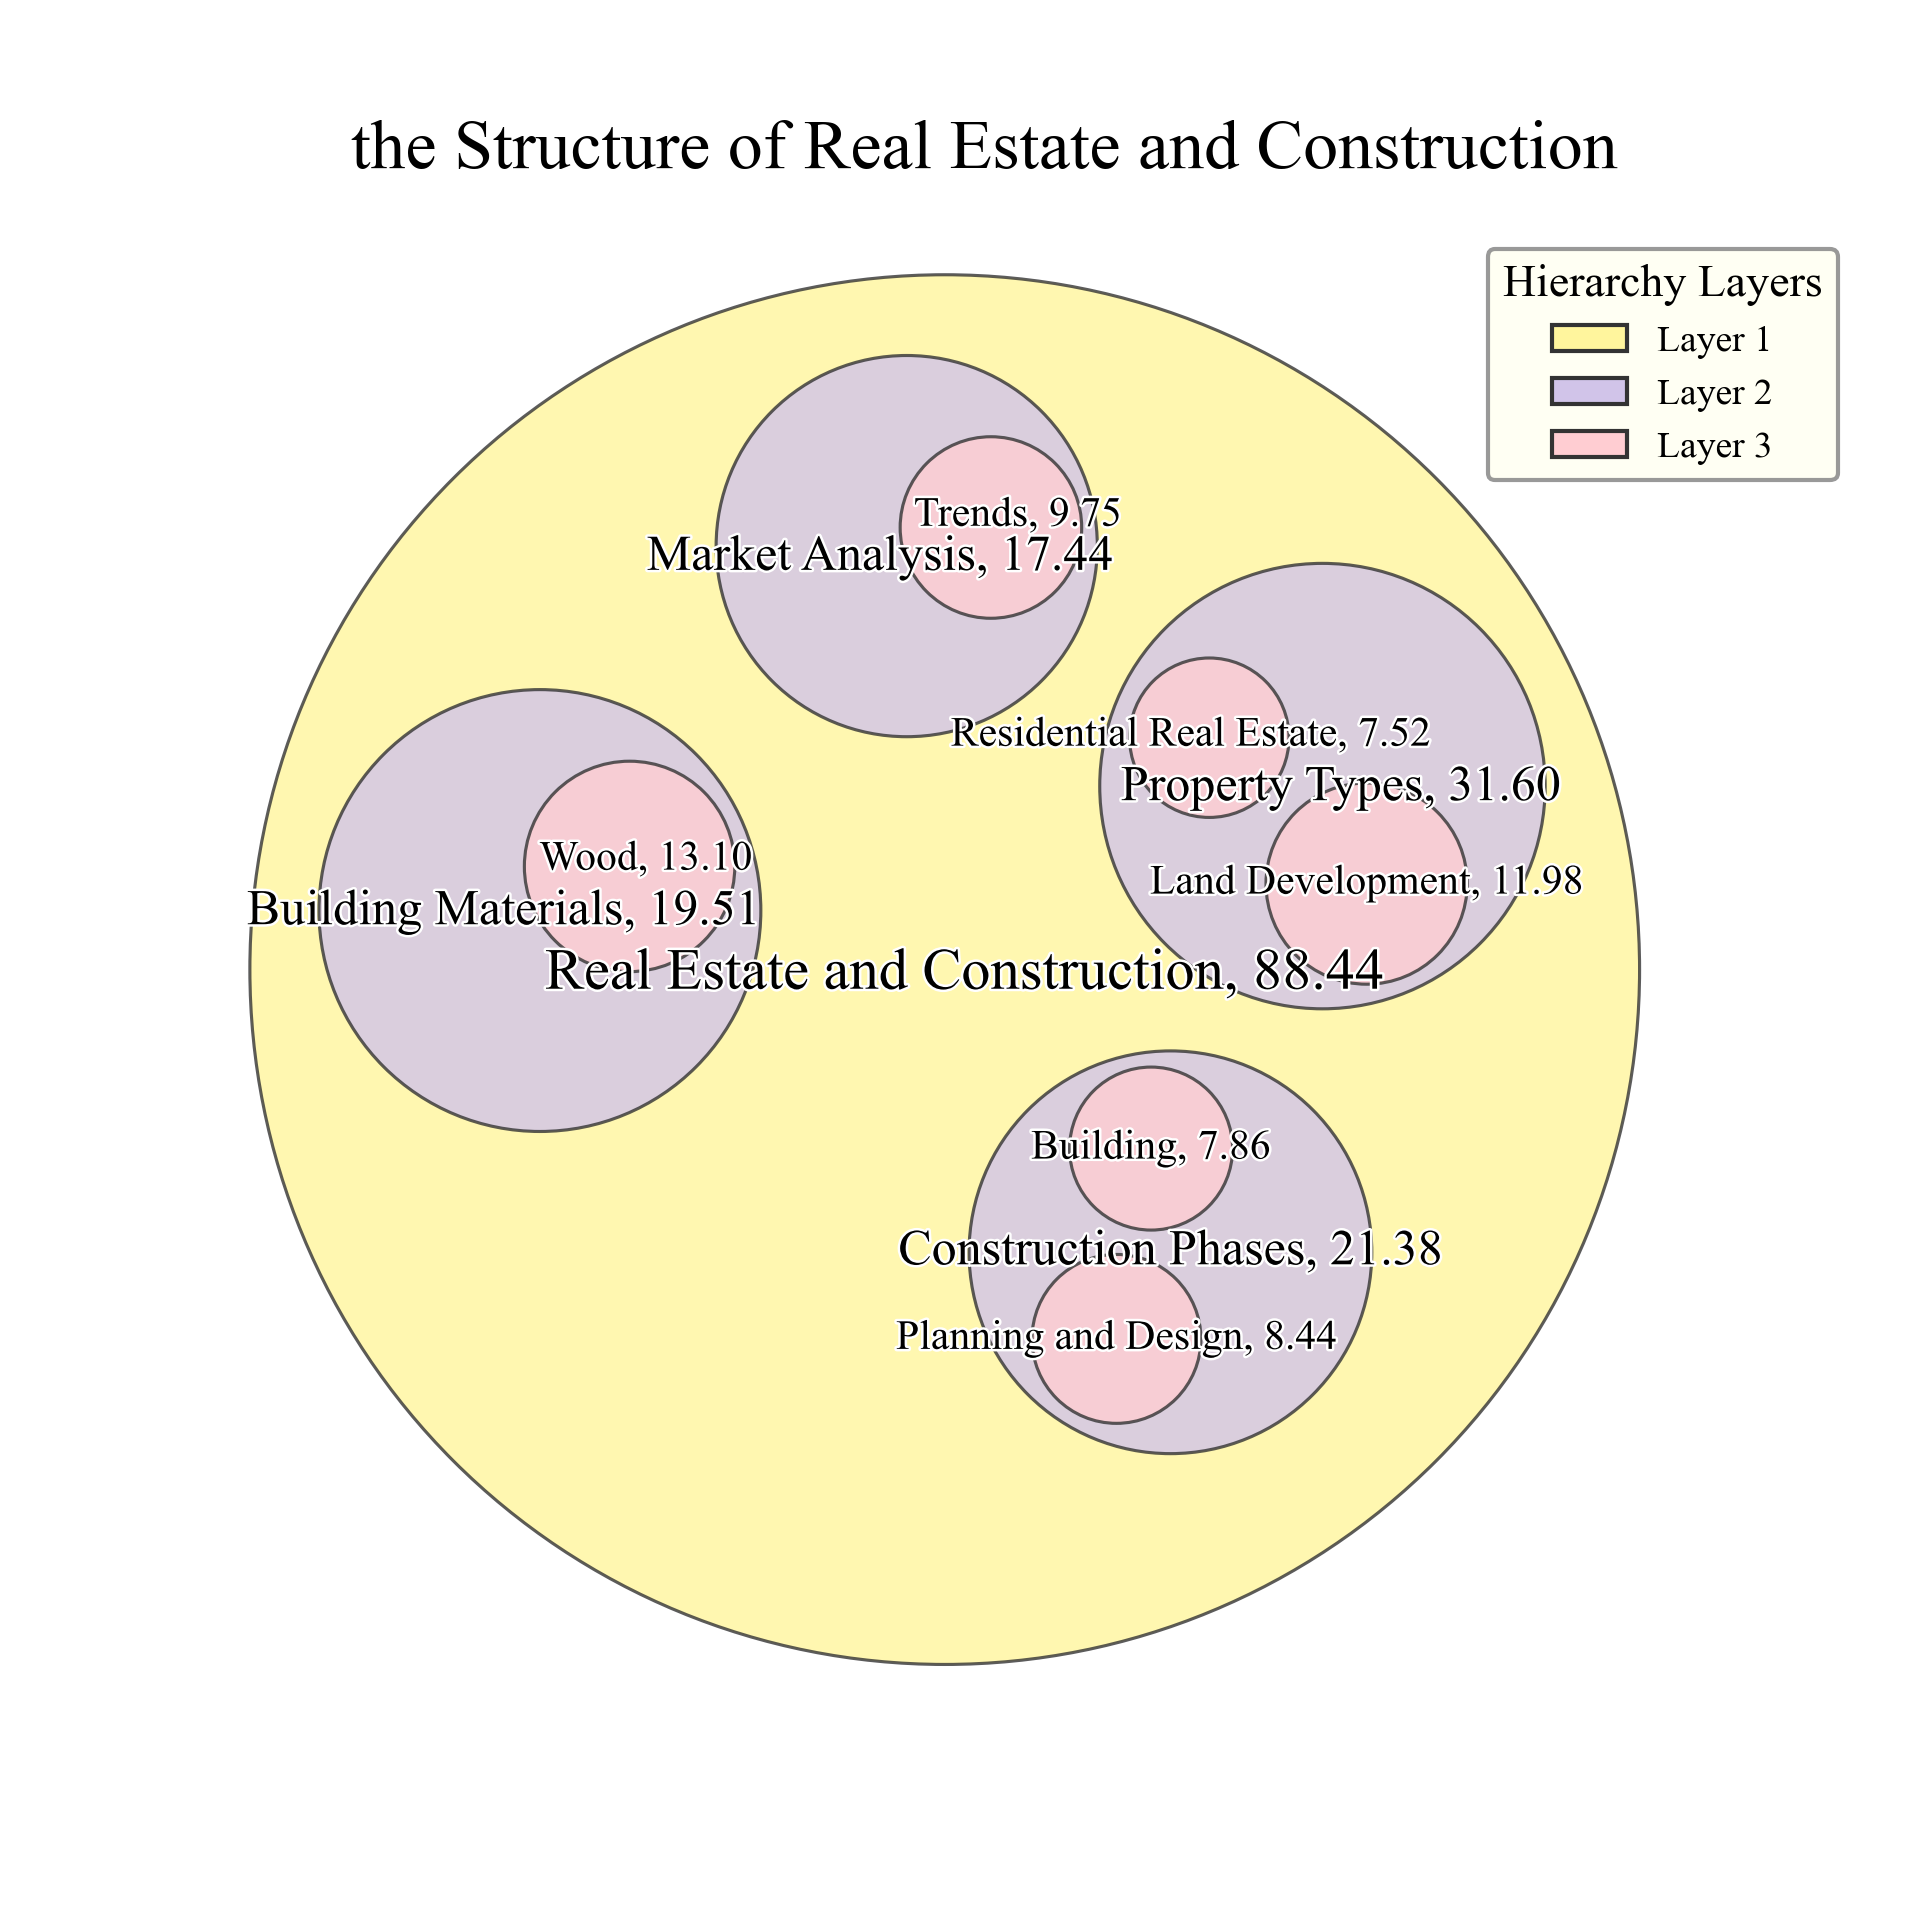 the Structure of Real Estate and Construction
Hierarchy Layers
Layer 1
Layer 2
Layer 3
Trends, 9.75
Market Analysis, 17.44
Residential Real Estate, 7.52
Property Types, 31.60
Wood, 13.10
Land Development, 11.98
Building Materials, 19.51
Real Estate and Construction, 88.44
Building, 7.86
Construction Phases, 21.38
Planning and Design, 8.44